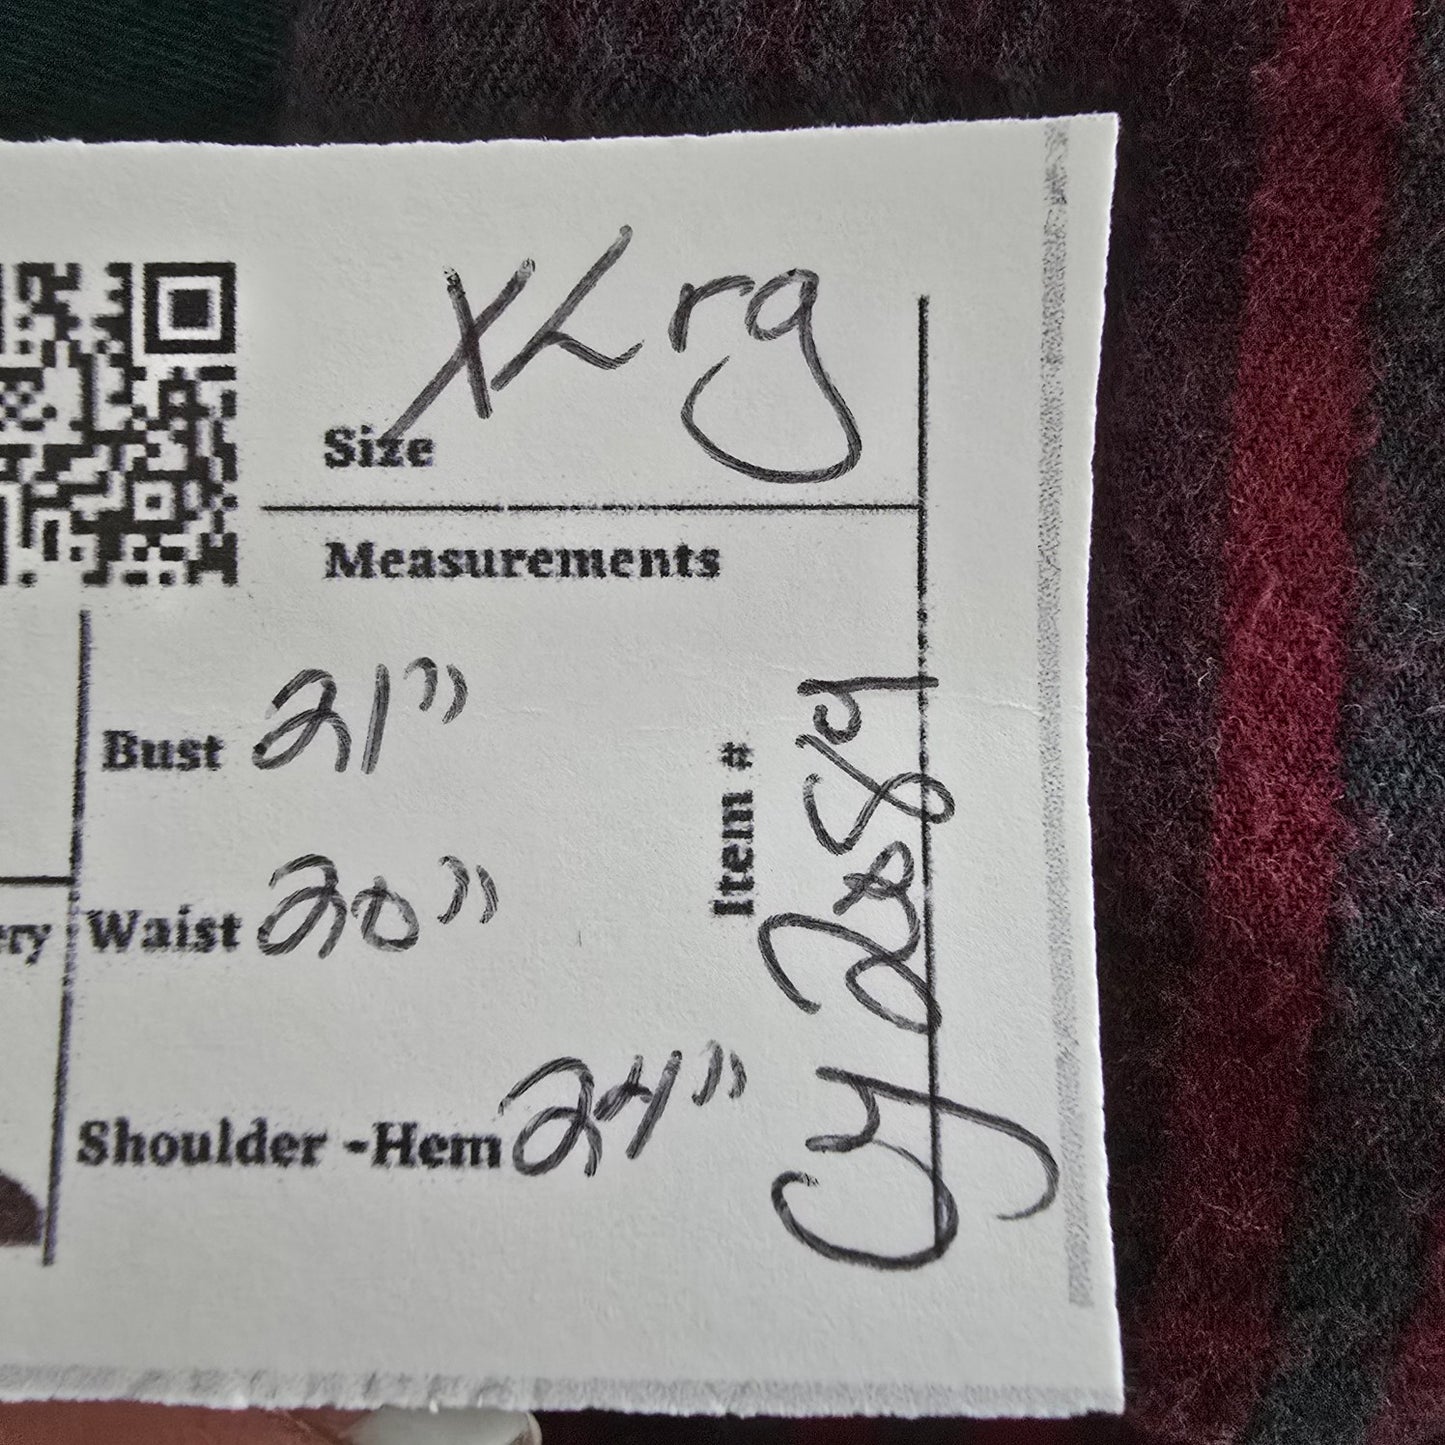 XLrg
Size
Measurements
Bust 21"
Waist 20"
Shoulder -Hem 24"
Item #